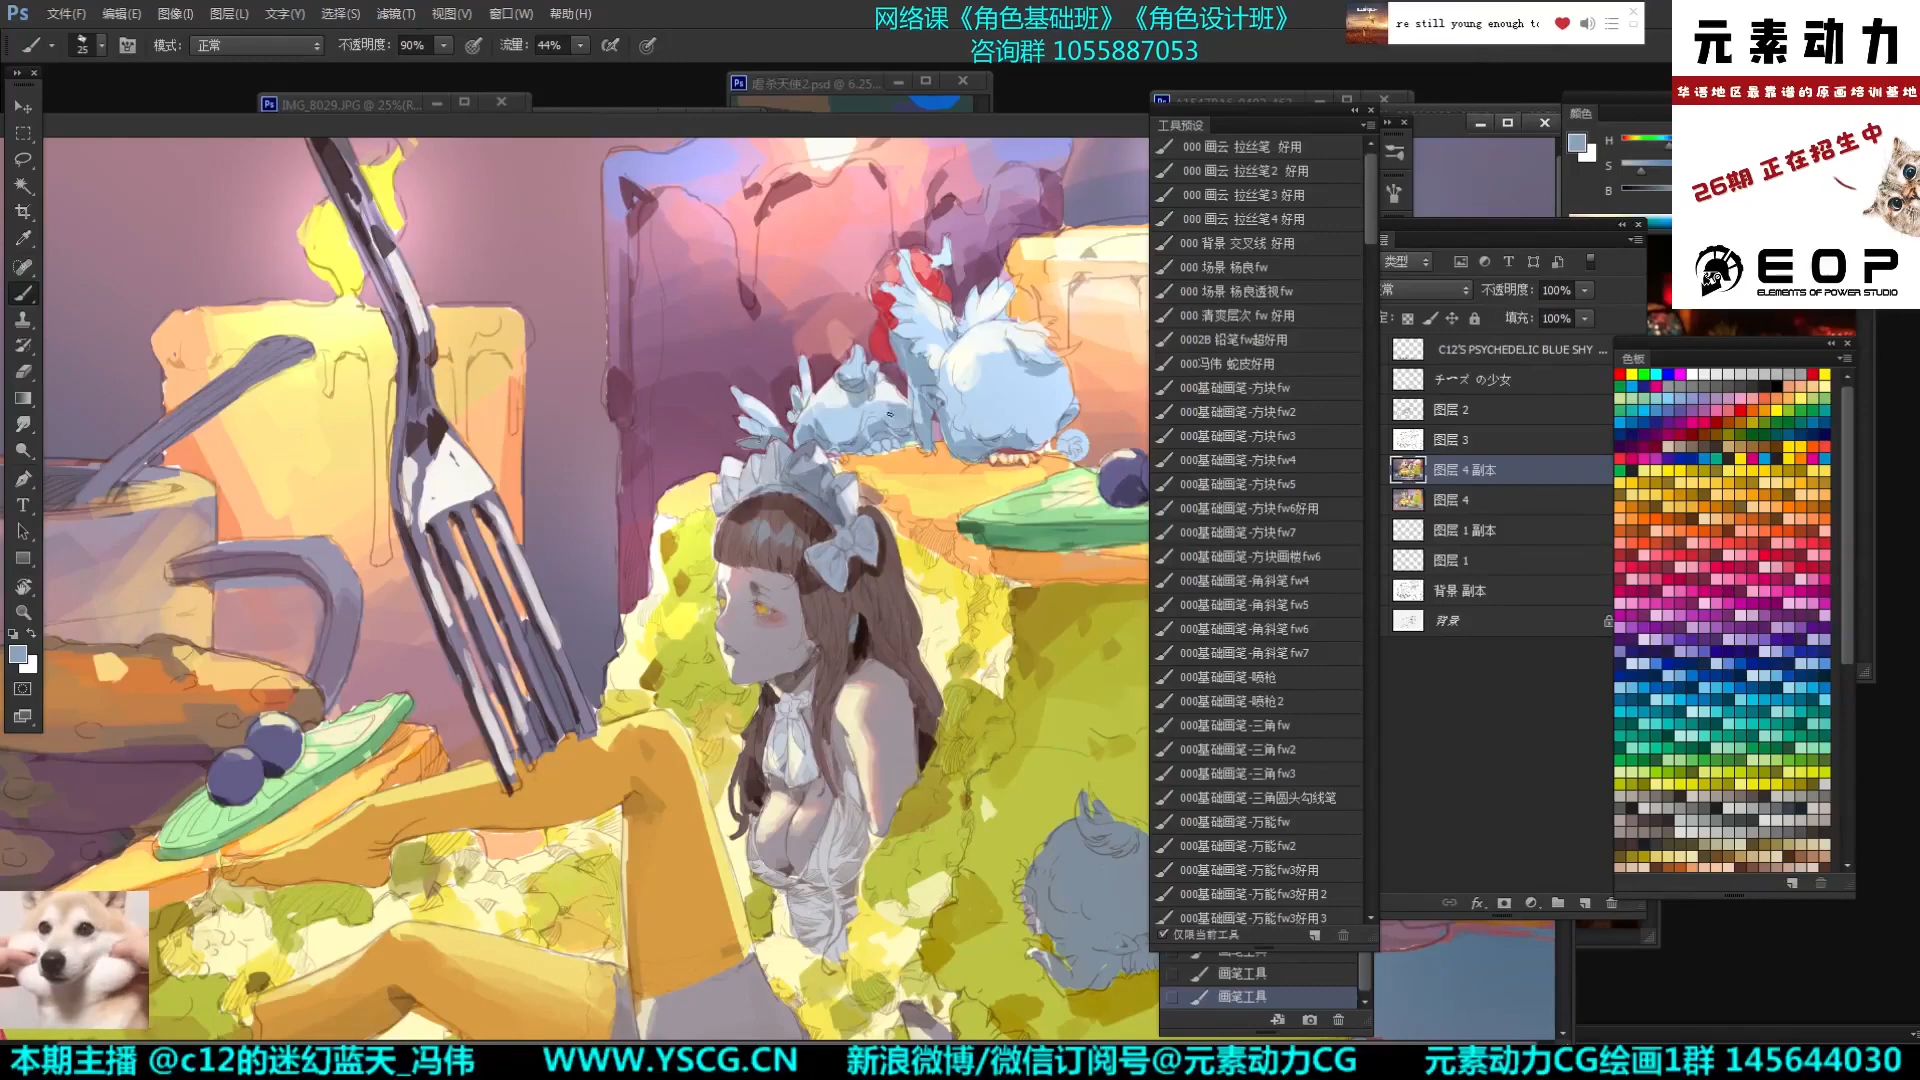 Ps 文件(F) 编辑(E) 图像(I) 图层(L) 文字(Y) 选择(S) 滤镜(T) 视图(V) 窗口(W) 帮助(H)
网络课《角色基础班》《角色设计班》
咨询群 1055887053
re still young enough to
25 模式: 正常 不透明度: 90% 流量: 44%
元素动力
华语地区最靠谱的原画培训基地
26期 正在招生中
EOP
ELEMENTS OF POWER STUDIO
Ps IMG_8029.JPG @ 25%(R...
Ps 虐杀天使2.psd @ 6.25...
工具预设
000 画云 拉丝笔 好用
000 画云 拉丝笔2 好用
000 画云 拉丝笔3 好用
000 画云 拉丝笔4 好用
000 背景 交叉线 好用
000 场景 杨良fw
000 场景 杨良透视fw
000 清爽层次 fw 好用
0002B 铅笔fw超好用
000冯伟 蛇皮好用
000基础画笔-方块fw
000基础画笔-方块fw2
000基础画笔-方块fw3
000基础画笔-方块fw4
000基础画笔-方块fw5
000基础画笔-方块fw6好用
000基础画笔-方块fw7
000基础画笔-方块画楷fw6
000基础画笔-角斜笔fw4
000基础画笔-角斜笔fw5
000基础画笔-角斜笔fw6
000基础画笔-角斜笔fw7
000基础画笔-喷枪
000基础画笔-喷枪2
000基础画笔-三角fw
000基础画笔-三角fw2
000基础画笔-三角fw3
000基础画笔-三角圆头勾线笔
000基础画笔-万能fw
000基础画笔-万能fw2
000基础画笔-万能fw3好用
000基础画笔-万能fw3好用2
000基础画笔-万能fw3好用3
仅限当前工具
画笔工具
画笔工具
颜色
H
S
B
类型
常 不透明度: 100%
填充: 100%
C12'S PSYCHEDELIC BLUE SHY ...
チーズ の少女
图层 2
图层 3
图层 4 副本
图层 4
图层 1 副本
图层 1
背景 副本
背景
色板
本期主播 @c12的迷幻蓝天_冯伟 WWW.YSCG.CN 新浪微博/微信订阅号@元素动力CG 元素动力CG绘画1群 145644030